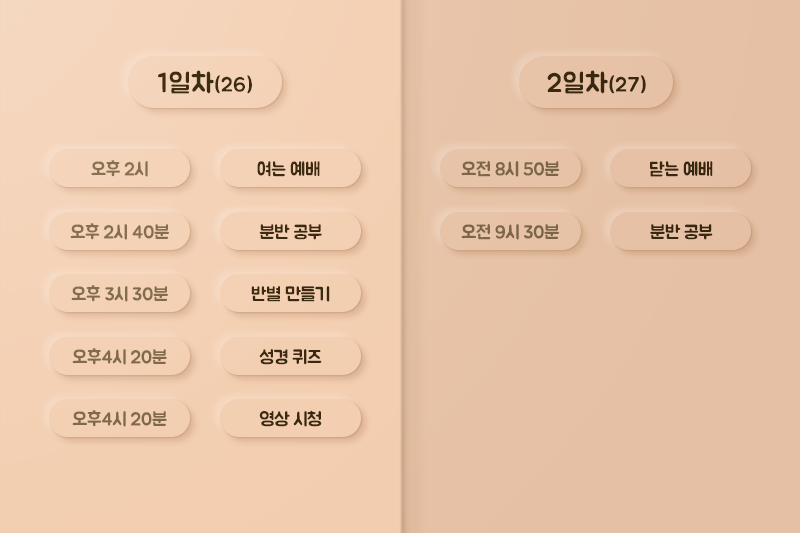 1일차(26)
오후 2시 여는 예배
오후 2시 40분 분반 공부
오후 3시 30분 반별 만들기
오후4시 20분 성경 퀴즈
오후4시 20분 영상 시청
2일차(27)
오전 8시 50분 닫는 예배
오전 9시 30분 분반 공부